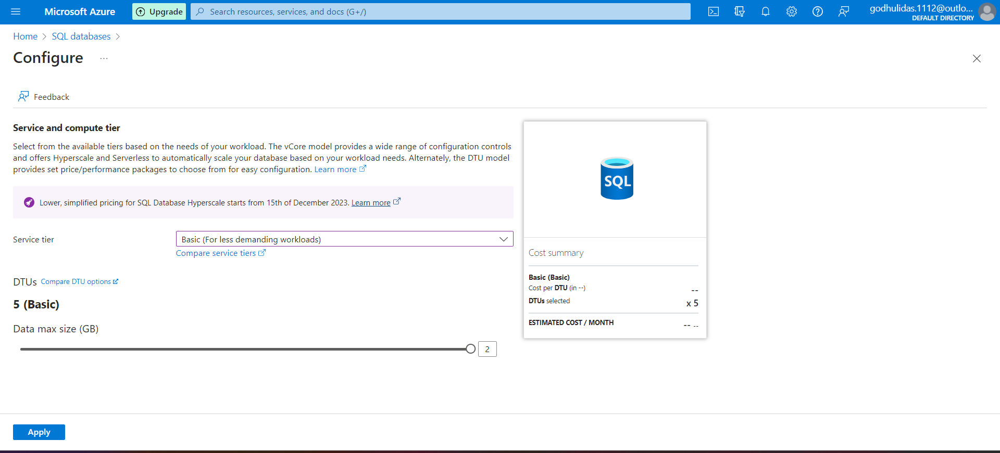 Microsoft Azure
Upgrade
Search resources, services, and docs (G+/)
godhulidas.1112@outlo...
DEFAULT DIRECTORY
Home > SQL databases >
Configure ...
Feedback
Service and compute tier
Select from the available tiers based on the needs of your workload. The vCore model provides a wide range of configuration controls
and offers Hyperscale and Serverless to automatically scale your database based on your workload needs. Alternately, the DTU model
provides set price/performance packages to choose from for easy configuration. Learn more
Lower, simplified pricing for SQL Database Hyperscale starts from 15th of December 2023. Learn more
Service tier
Basic (For less demanding workloads)
Compare service tiers
DTUs Compare DTU options
5 (Basic)
Data max size (GB)
2
SQL
Cost summary
Basic (Basic)
Cost per DTU (in --)
--
DTUs selected
x 5
ESTIMATED COST / MONTH
-- --
Apply